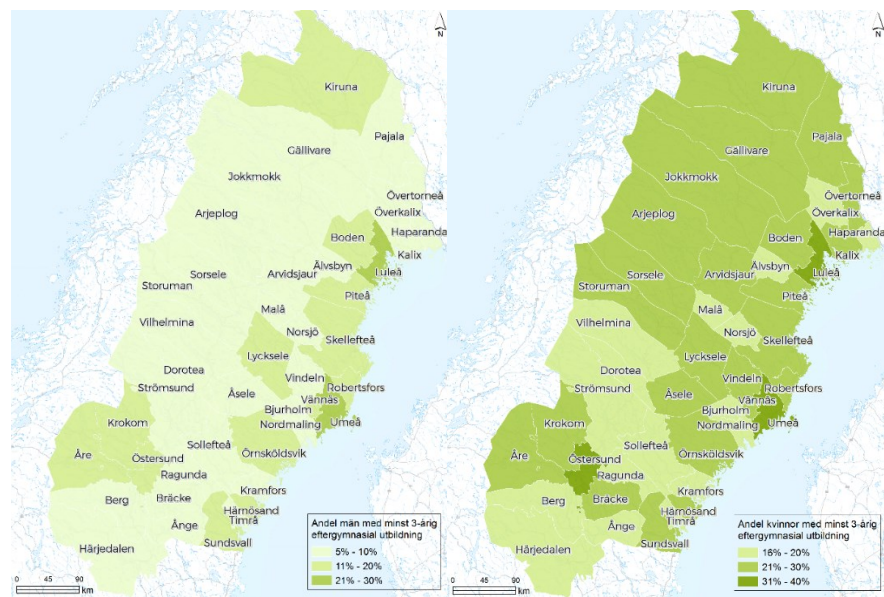 N
Kiruna
Pajala
Gällivare
Jokkmokk
Övertorneå
Arjeplog
Överkalix
Haparanda
Boden
Kalix
Älvsbyn
Sorsele
Arvidsjaur
Luleå
Storuman
Piteå
Malå
Vilhelmina
Norsjö
Skellefteå
Lycksele
Dorotea
Vindeln
Strömsund
Robertsfors
Åsele
Vännäs
Bjurholm
Krokom
Nordmaling
Umeå
Sollefteå
Åre
Östersund
Örnsköldsvik
Ragunda
Kramfors
Berg
Bräcke
Härnösand
Ånge
Timrå
Härjedalen
Sundsvall
Andel män med minst 3-årig
eftergymnasial utbildning
5% - 10%
11% - 20%
21% - 30%
0 45 90
km
N
Kiruna
Pajala
Gällivare
Jokkmokk
Övertorneå
Arjeplog
Överkalix
Haparanda
Boden
Kalix
Älvsbyn
Sorsele
Arvidsjaur
Luleå
Storuman
Piteå
Malå
Vilhelmina
Norsjö
Skellefteå
Lycksele
Dorotea
Vindeln
Strömsund
Robertsfors
Åsele
Vännäs
Bjurholm
Krokom
Nordmaling
Umeå
Sollefteå
Åre
Östersund
Örnsköldsvik
Ragunda
Kramfors
Berg
Bräcke
Härnösand
Ånge
Timrå
Härjedalen
Sundsvall
Andel kvinnor med minst 3-årig
eftergymnasial utbildning
16% - 20%
21% - 30%
31% - 40%
0 45 90
km